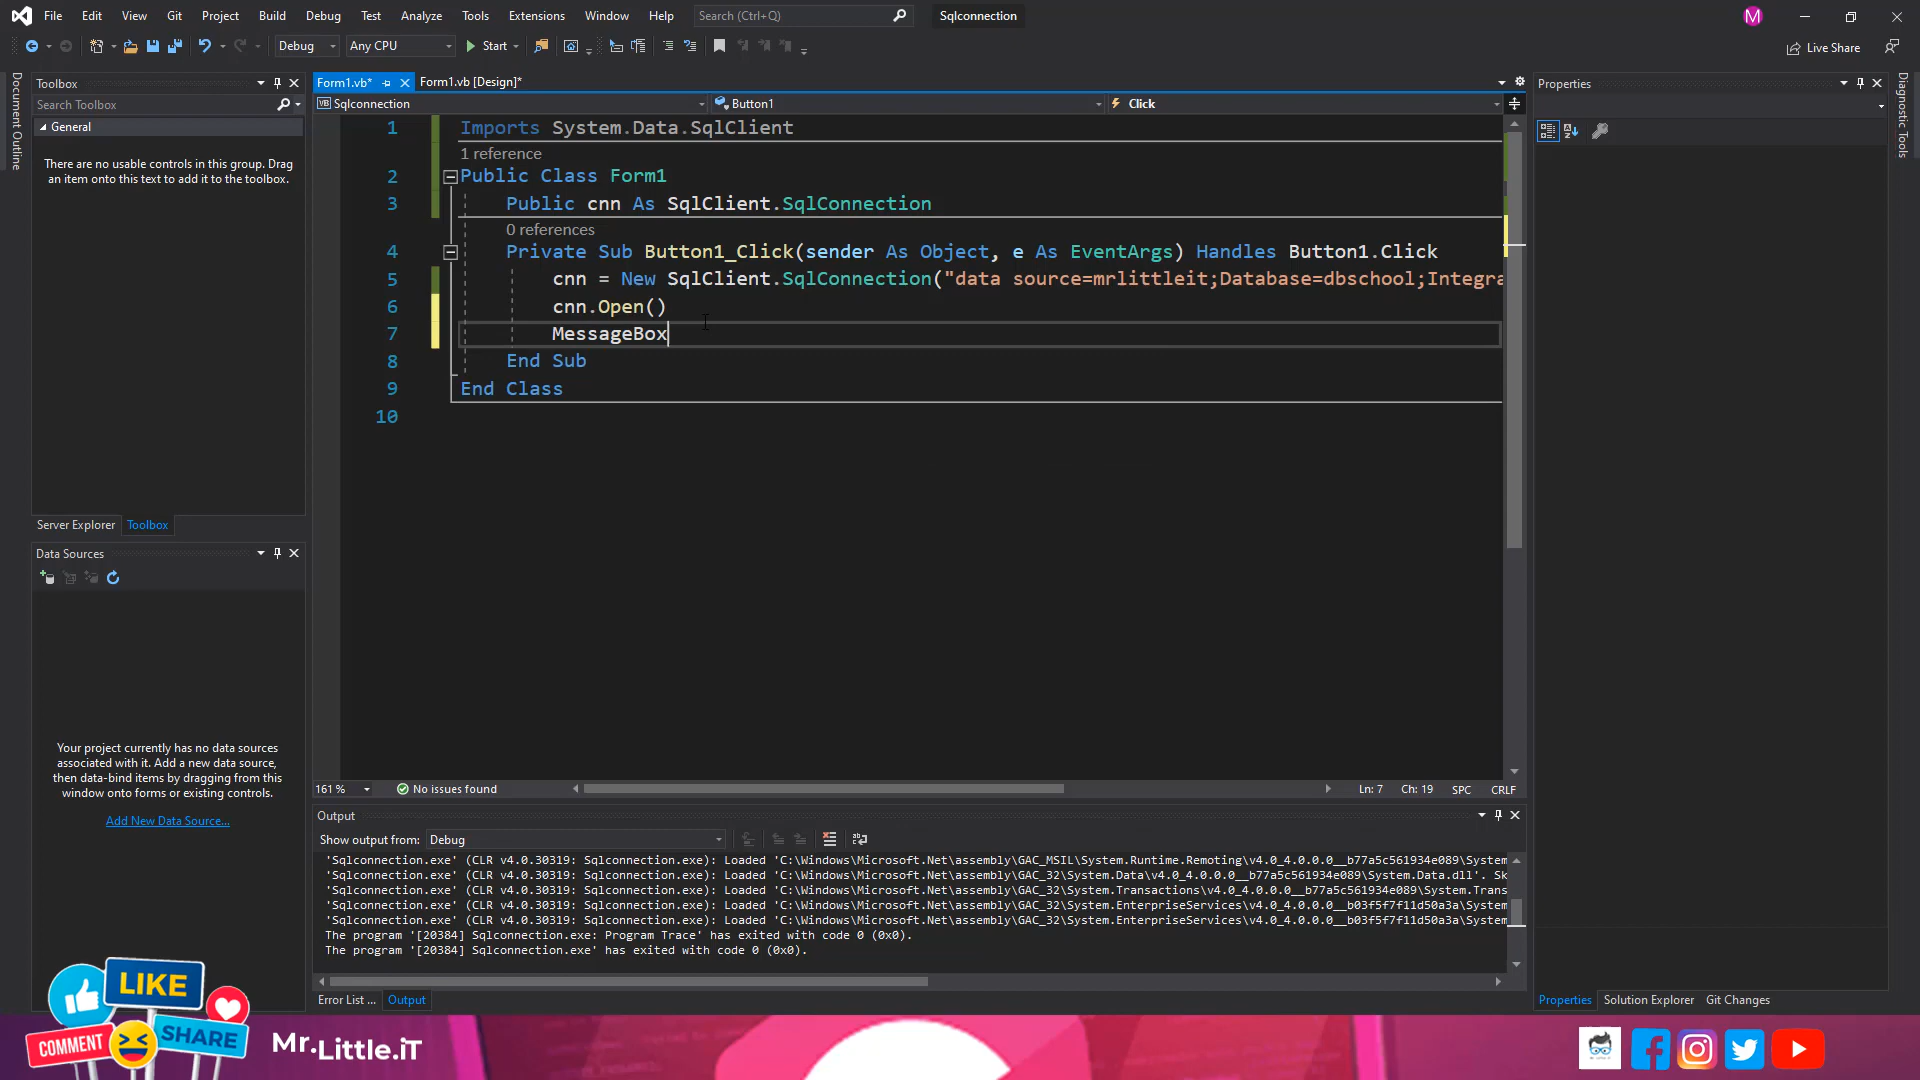 File Edit View Git Project Build Debug Test Analyze Tools Extensions Window Help Search (Ctrl+Q) Sqlconnection M
Debug Any CPU Start Live Share
Document Outline
Toolbox
Search Toolbox
General
There are no usable controls in this group. Drag
an item onto this text to add it to the toolbox.
Server Explorer Toolbox
Data Sources
Your project currently has no data sources
associated with it. Add a new data source,
then data-bind items by dragging from this
window onto forms or existing controls.
Add New Data Source...
Form1.vb* Form1.vb [Design]*
VB Sqlconnection Button1 Click
1 Imports System.Data.SqlClient
1 reference
2 Public Class Form1
3 Public cnn As SqlClient.SqlConnection
0 references
4 Private Sub Button1_Click(sender As Object, e As EventArgs) Handles Button1.Click
5 cnn = New SqlClient.SqlConnection("data source=mrlittleit;Database=dbschool;Integra
6 cnn.Open()
7 MessageBox
8 End Sub
9 End Class
10
161 % No issues found Ln: 7 Ch: 19 SPC CRLF
Output
Show output from: Debug
'Sqlconnection.exe' (CLR v4.0.30319: Sqlconnection.exe): Loaded 'C:\Windows\Microsoft.Net\assembly\GAC_MSIL\System.Runtime.Remoting\v4.0_4.0.0.0__b77a5c561934e089\System
'Sqlconnection.exe' (CLR v4.0.30319: Sqlconnection.exe): Loaded 'C:\Windows\Microsoft.Net\assembly\GAC_32\System.Data\v4.0_4.0.0.0__b77a5c561934e089\System.Data.dll'. Sk
'Sqlconnection.exe' (CLR v4.0.30319: Sqlconnection.exe): Loaded 'C:\Windows\Microsoft.Net\assembly\GAC_32\System.Transactions\v4.0_4.0.0.0__b77a5c561934e089\System.Trans
'Sqlconnection.exe' (CLR v4.0.30319: Sqlconnection.exe): Loaded 'C:\Windows\Microsoft.Net\assembly\GAC_32\System.EnterpriseServices\v4.0_4.0.0.0__b03f5f7f11d50a3a\System
'Sqlconnection.exe' (CLR v4.0.30319: Sqlconnection.exe): Loaded 'C:\Windows\Microsoft.Net\assembly\GAC_32\System.EnterpriseServices\v4.0_4.0.0.0__b03f5f7f11d50a3a\System
The program '[20384] Sqlconnection.exe: Program Trace' has exited with code 0 (0x0).
The program '[20384] Sqlconnection.exe' has exited with code 0 (0x0).
Error List ... Output
Properties
Properties Solution Explorer Git Changes
Diagnostic Tools
LIKE
COMMENT
SHARE
Mr.Little.iT